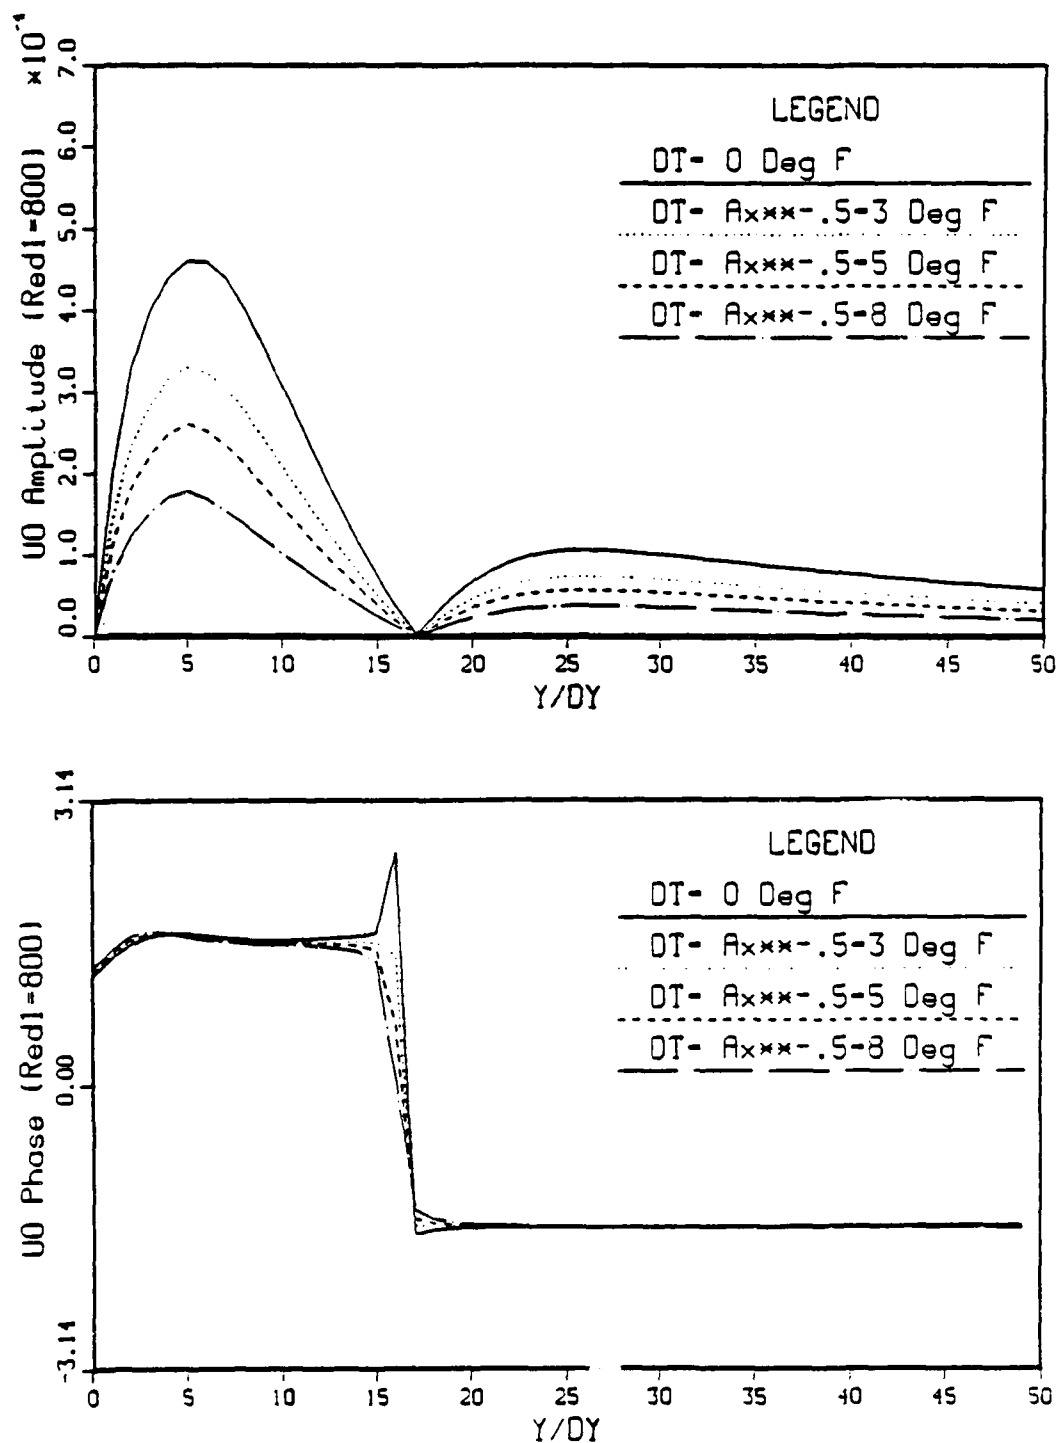 ×10⁻⁴
UO Amplitude (Redl=800)
7.0
6.0
5.0
4.0
3.0
2.0
1.0
0.0
LEGEND
DT= 0 Deg F
DT= Ax**-.5=3 Deg F
DT= Ax**-.5=5 Deg F
DT= Ax**-.5=8 Deg F
0 5 10 15 20 25 30 35 40 45 50
Y/DY
UO Phase (Redl=800)
3.14
0.00
-3.14
LEGEND
DT= 0 Deg F
DT= Ax**-.5=3 Deg F
DT= Ax**-.5=5 Deg F
DT= Ax**-.5=8 Deg F
0 5 10 15 20 25 30 35 40 45 50
Y/DY